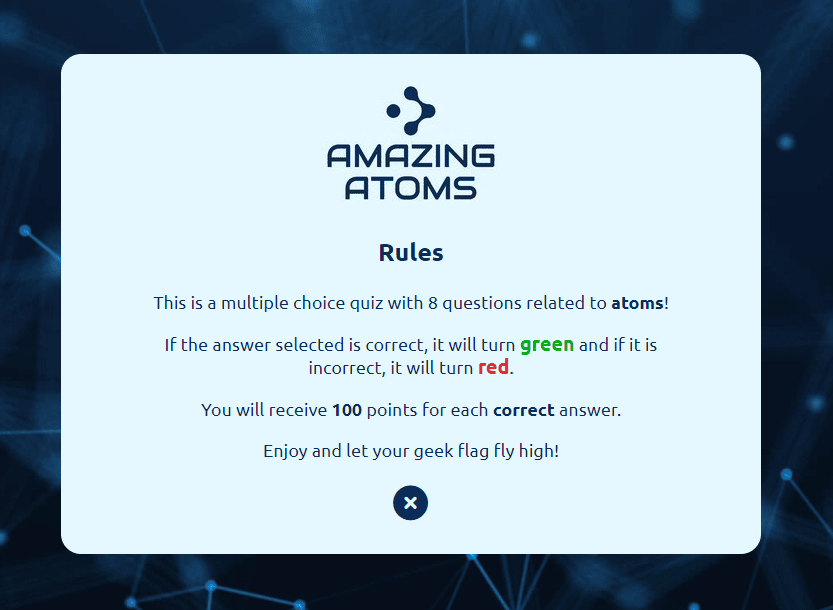 AMAZING
ATOMS
Rules
This is a multiple choice quiz with 8 questions related to atoms!
If the answer selected is correct, it will turn green and if it is
incorrect, it will turn red.
You will receive 100 points for each correct answer.
Enjoy and let your geek flag fly high!